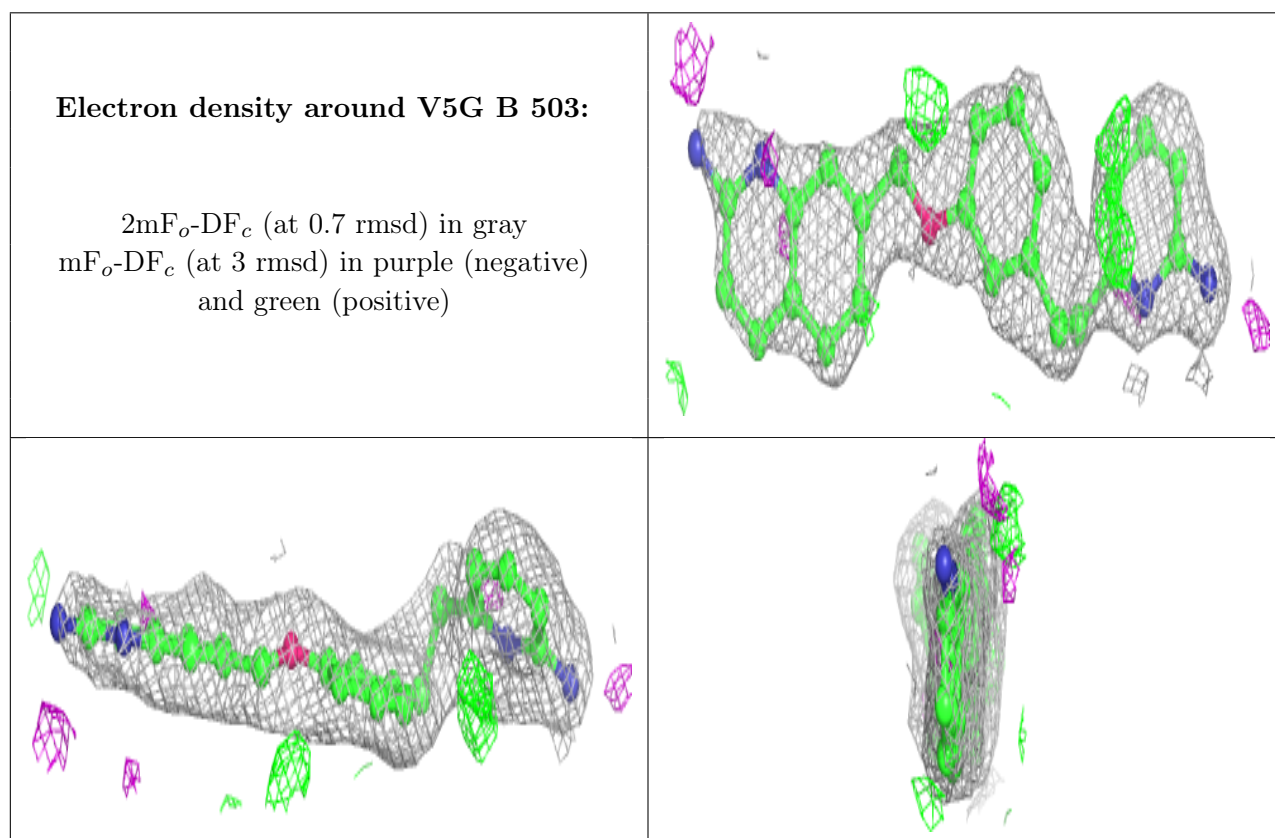 Electron density around V5G B 503:
2mFo-DFc (at 0.7 rmsd) in gray
mFo-DFc (at 3 rmsd) in purple (negative)
and green (positive)